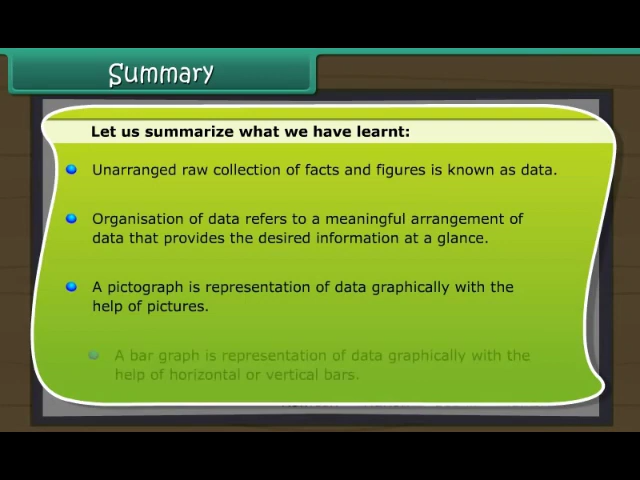 Summary
Let us summarize what we have learnt:
Unarranged raw collection of facts and figures is known as data.
Organisation of data refers to a meaningful arrangement of
data that provides the desired information at a glance.
A pictograph is representation of data graphically with the
help of pictures.
A bar graph is representation of data graphically with the
help of horizontal or vertical bars.